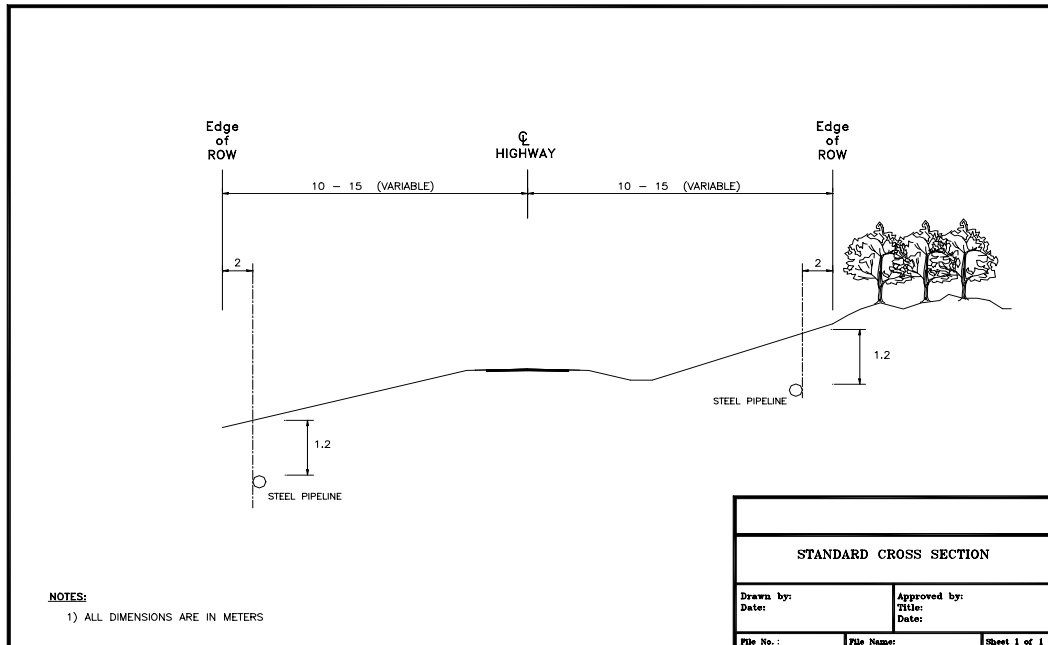 Edge
of
ROW
℄
HIGHWAY
Edge
of
ROW
10 - 15 (VARIABLE)
10 - 15 (VARIABLE)
2
2
1.2
STEEL PIPELINE
1.2
STEEL PIPELINE
STANDARD CROSS SECTION
NOTES:
1) ALL DIMENSIONS ARE IN METERS
Drawn by:
Date:
Approved by:
Title:
Date:
File No.:
File Name:
Sheet 1 of 1